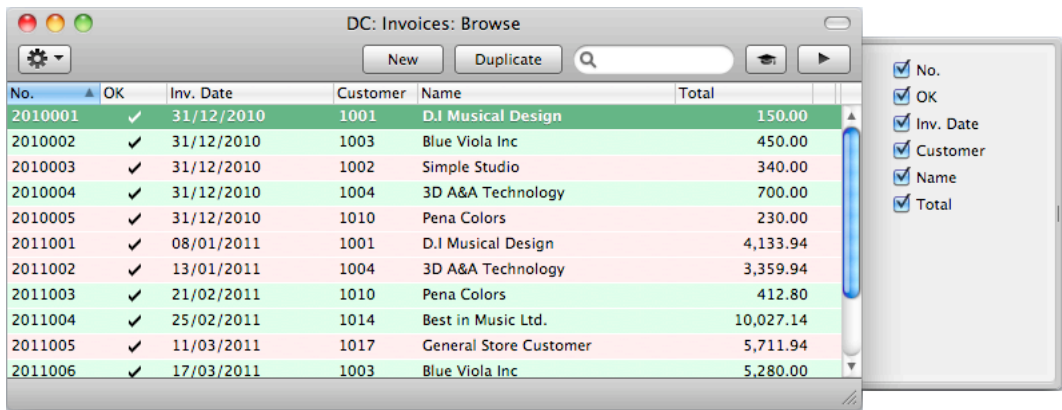 DC: Invoices: Browse
New Duplicate
No. OK Inv. Date Customer Name Total
2010001 ✓ 31/12/2010 1001 D.I Musical Design 150.00
2010002 ✓ 31/12/2010 1003 Blue Viola Inc 450.00
2010003 ✓ 31/12/2010 1002 Simple Studio 340.00
2010004 ✓ 31/12/2010 1004 3D A&A Technology 700.00
2010005 ✓ 31/12/2010 1010 Pena Colors 230.00
2011001 ✓ 08/01/2011 1001 D.I Musical Design 4,133.94
2011002 ✓ 13/01/2011 1004 3D A&A Technology 3,359.94
2011003 ✓ 21/02/2011 1010 Pena Colors 412.80
2011004 ✓ 25/02/2011 1014 Best in Music Ltd. 10,027.14
2011005 ✓ 11/03/2011 1017 General Store Customer 5,711.94
2011006 ✓ 17/03/2011 1003 Blue Viola Inc 5,280.00
No.
OK
Inv. Date
Customer
Name
Total